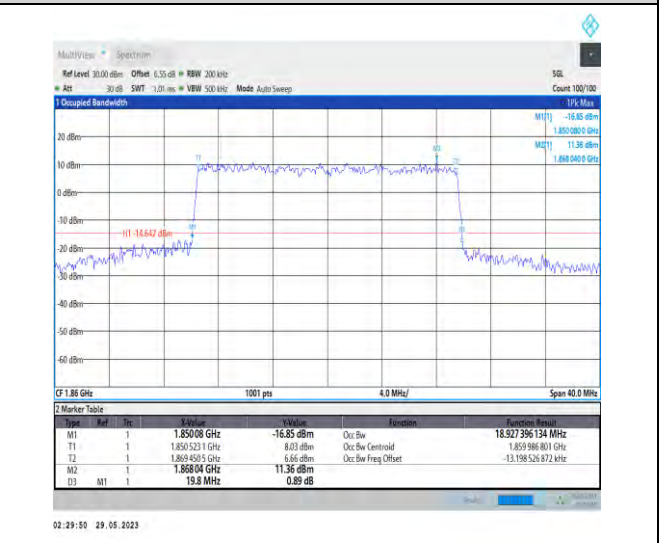 MultiView Spectrum
Ref Level 30.00 dBm Offset 6.55 dB RBW 200 kHz SGL
Att 30 dB SWT 1.01 ms VBW 500 kHz Mode Auto Sweep Count 100/100
1 Occupied Bandwidth 1Pk Max
M1[1] -16.85 dBm
1.850 080 0 GHz
20 dBm M2[1] 11.36 dBm
1.868 040 0 GHz
M2
T1 T2
10 dBm
0 dBm
-10 dBm
M1
H1 -14.642 dBm
-20 dBm
-30 dBm
-40 dBm
-50 dBm
-60 dBm
CF 1.86 GHz 1001 pts 4.0 MHz/ Span 40.0 MHz
2 Marker Table
Type Ref Trc X-Value Y-Value Function Function Result
M1 1 1.85008 GHz -16.85 dBm Occ Bw 18.927 396 134 MHz
T1 1 1.850 523 1 GHz 8.03 dBm Occ Bw Centroid 1.859 986 801 GHz
T2 1 1.869 450 5 GHz 6.66 dBm Occ Bw Freq Offset -13.198 526 872 kHz
M2 1 1.868 04 GHz 11.36 dBm
D3 M1 1 19.8 MHz 0.89 dB
02:29:50 29.05.2023